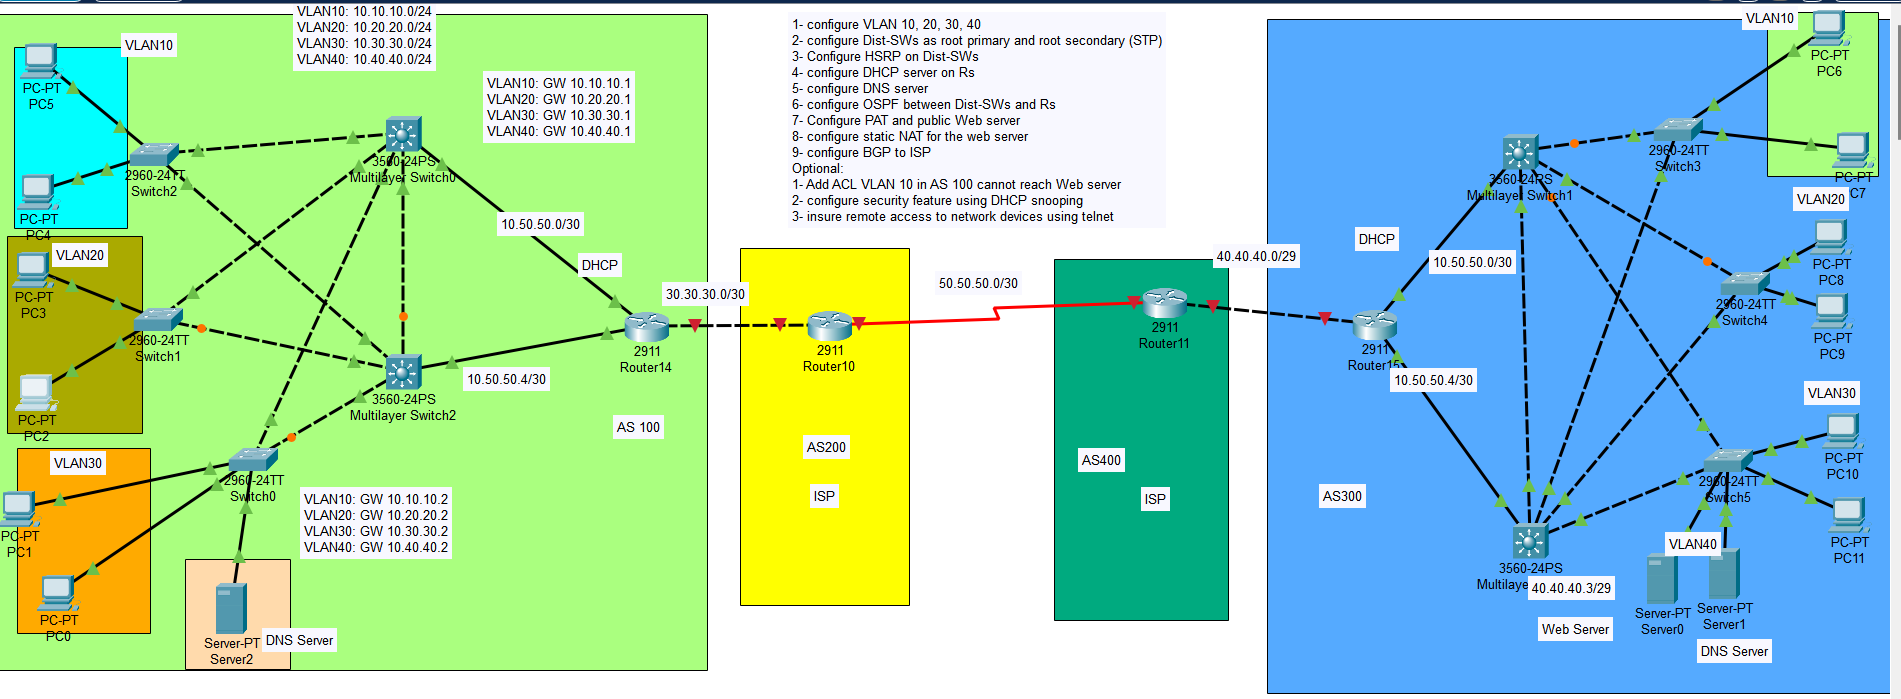 VLAN10: 10.10.10.0/24
VLAN20: 10.20.20.0/24
VLAN30: 10.30.30.0/24
VLAN40: 10.40.40.0/24
VLAN10: GW 10.10.10.1
VLAN20: GW 10.20.20.1
VLAN30: GW 10.30.30.1
VLAN40: GW 10.40.40.1
1- configure VLAN 10, 20, 30, 40
2- configure Dist-SWs as root primary and root secondary (STP)
3- Configure HSRP on Dist-SWs
4- configure DHCP server on Rs
5- configure DNS server
6- configure OSPF between Dist-SWs and Rs
7- Configure PAT and public Web server
8- configure static NAT for the web server
9- configure BGP to ISP
Optional:
1- Add ACL VLAN 10 in AS 100 cannot reach Web server
2- configure security feature using DHCP snooping
3- insure remote access to network devices using telnet
VLAN10
PC-PT
PC5
PC-PT
PC4
VLAN20
PC-PT
PC3
PC-PT
PC2
VLAN30
PC-PT
PC1
PC-PT
PC0
2960-24TT
Switch2
2960-24TT
Switch1
2960-24TT
Switch0
3560-24PS
Multilayer Switch0
3560-24PS
Multilayer Switch2
10.50.50.0/30
DHCP
10.50.50.4/30
2911
Router14
AS 100
VLAN10: GW 10.10.10.2
VLAN20: GW 10.20.20.2
VLAN30: GW 10.30.30.2
VLAN40: GW 10.40.40.2
Server-PT
Server2
DNS Server
30.30.30.0/30
2911
Router10
AS200
ISP
50.50.50.0/30
2911
Router11
AS400
ISP
40.40.40.0/29
DHCP
10.50.50.0/30
2911
Router15
10.50.50.4/30
AS300
3560-24PS
Multilayer Switch1
3560-24PS
40.40.40.3/29
Web Server
2960-24TT
Switch3
2960-24TT
Switch4
2960-24TT
Switch5
VLAN10
PC-PT
PC6
PC-PT
VLAN20
PC-PT
PC8
PC-PT
PC9
VLAN30
PC-PT
PC10
PC-PT
PC11
VLAN40
Server-PT
Server0
Server-PT
Server1
DNS Server